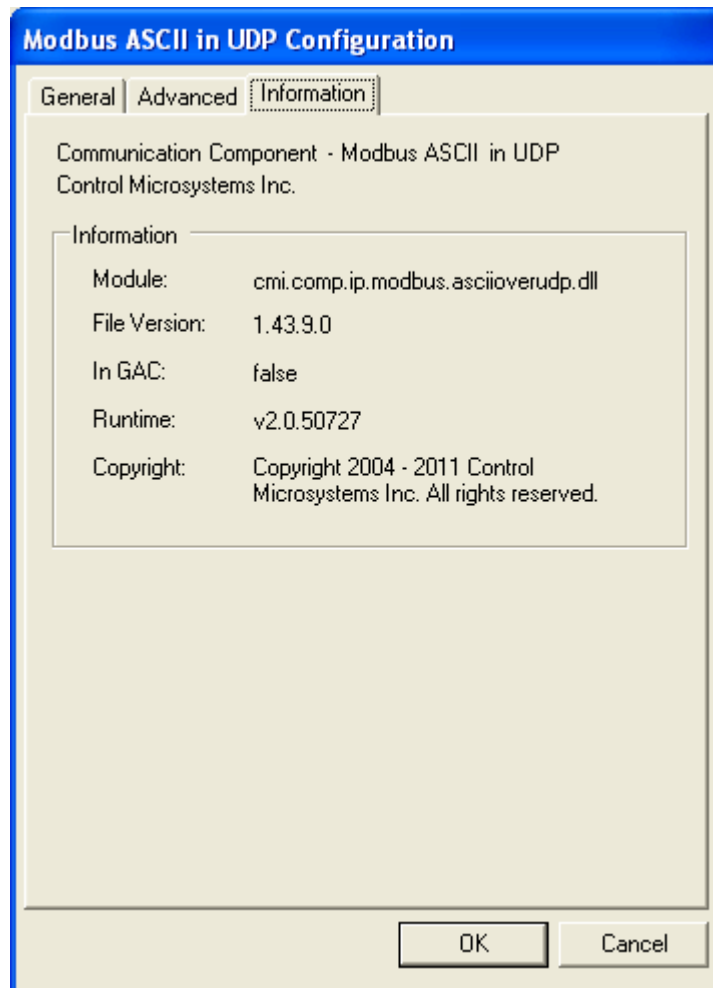 Modbus ASCII in UDP Configuration
General Advanced Information
Communication Component - Modbus ASCII in UDP
Control Microsystems Inc.
Information
Module: cmi.comp.ip.modbus.asciioverudp.dll
File Version: 1.43.9.0
In GAC: false
Runtime: v2.0.50727
Copyright: Copyright 2004 - 2011 Control
Microsystems Inc. All rights reserved.
OK Cancel